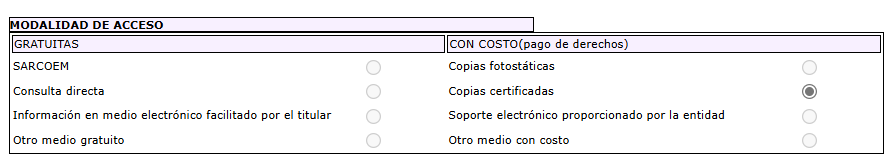 MODALIDAD DE ACCESO
GRATUITAS CON COSTO(pago de derechos)
SARCOEM Copias fotostáticas
Consulta directa Copias certificadas
Información en medio electrónico facilitado por el titular Soporte electrónico proporcionado por la entidad
Otro medio gratuito Otro medio con costo